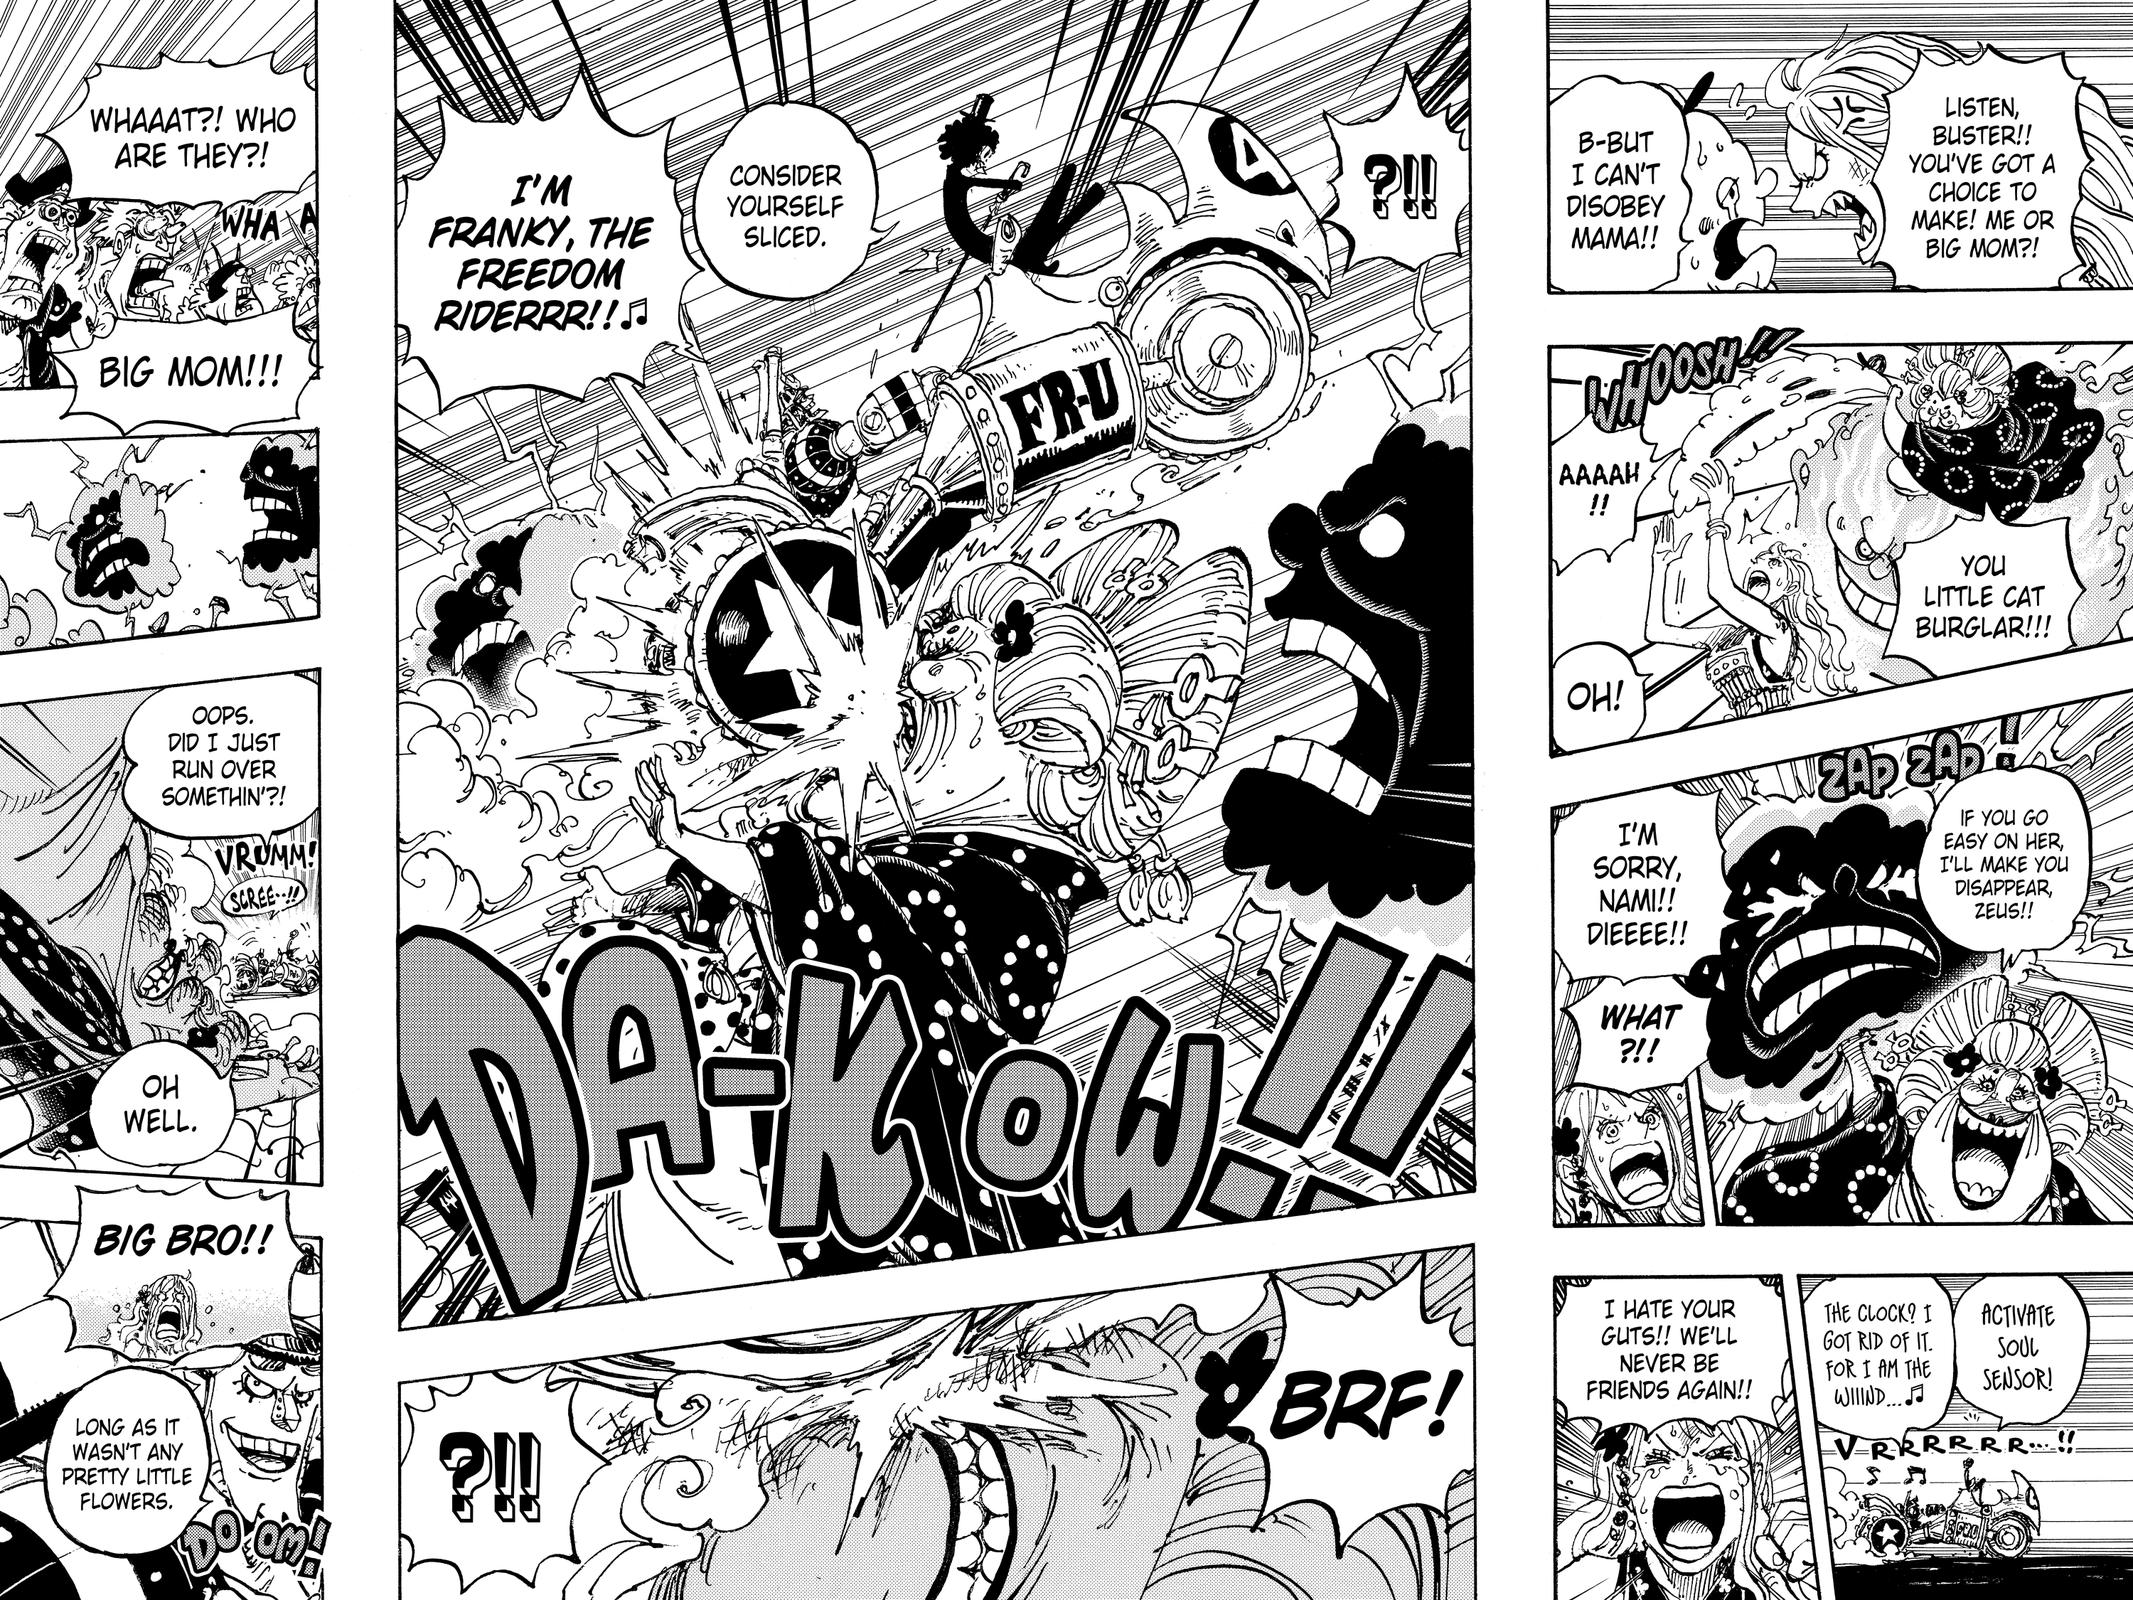 LISTEN,
BUSTER!!
YOU'VE GOT A
CHOICE TO
MAKE! ME OR
BIG MOM?!
B-BUT
I CAN'T
DISOBEY
MAMA!!
WHOOSH!!
AAAAH
!!
YOU
LITTLE CAT
BURGLAR!!!
OH!
ZAP ZAP!
IF YOU GO
EASY ON HER,
I'LL MAKE YOU
DISAPPEAR,
ZEUS!!
I'M
SORRY,
NAMI!!
DIEEEE!!
WHAT
?!!
ACTIVATE
SOUL
SENSOR!
THE CLOCK? I
GOT RID OF IT.
FOR I AM THE
WIIIND...♫
VRRRRRR...!!
I HATE YOUR
GUTS!! WE'LL
NEVER BE
FRIENDS AGAIN!!
?!!
4
CONSIDER
YOURSELF
SLICED.
I'M
FRANKY, THE
FREEDOM
RIDERRR!!♫
FR-U
DA-KOW!!
BRF!
?!!
WHAAAT?! WHO
ARE THEY?!
WHA A
BIG MOM!!!
OOPS.
DID I JUST
RUN OVER
SOMETHIN'?!
VRUMM!
SCREE--!!
OH
WELL.
BIG BRO!!
LONG AS IT
WASN'T ANY
PRETTY LITTLE
FLOWERS.
DOOM!